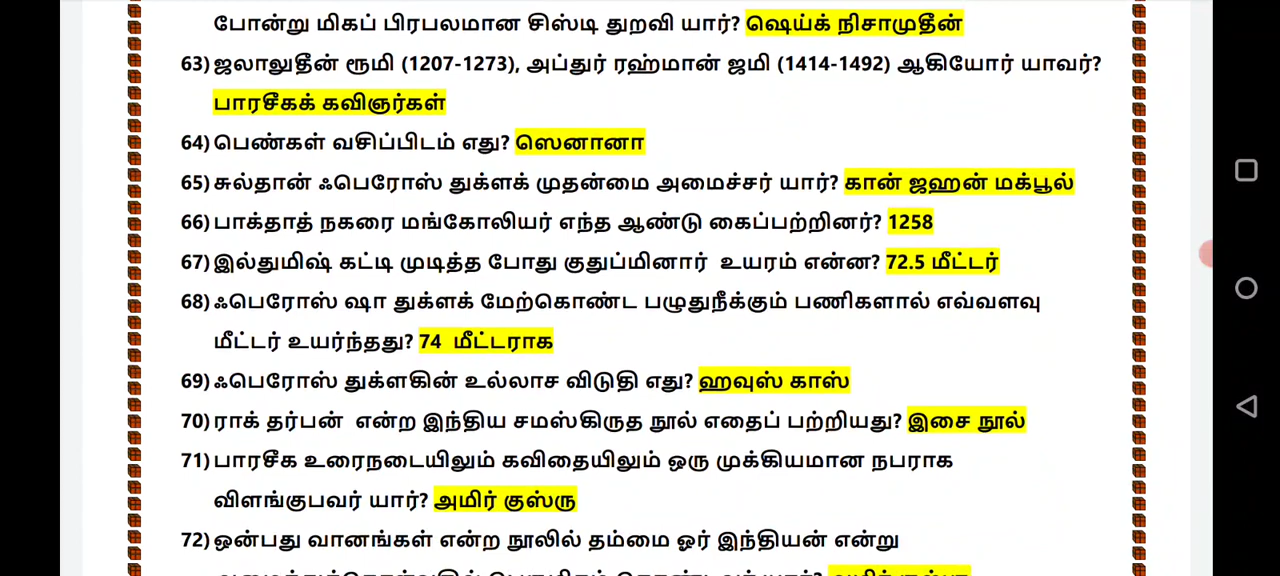 போன்று மிகப் பிரபலமான சிஸ்டி துறவி யார்? ஷெய்க் நிசாமுதீன்
63) ஜலாலுதீன் ரூமி (1207-1273), அப்துர் ரஹ்மான் ஜமி (1414-1492) ஆகியோர் யாவர்?
பாரசீகக் கவிஞர்கள்
64) பெண்கள் வசிப்பிடம் எது? ஸெனானா
65) சுல்தான் ஃபெரோஸ் துக்ளக் முதன்மை அமைச்சர் யார்? கான் ஜஹன் மக்பூல்
66) பாக்தாத் நகரை மங்கோலியர் எந்த ஆண்டு கைப்பற்றினர்? 1258
67) இல்துமிஷ் கட்டி முடித்த போது குதுப்மினார் உயரம் என்ன? 72.5 மீட்டர்
68) ஃபெரோஸ் ஷா துக்ளக் மேற்கொண்ட பழுதுநீக்கும் பணிகளால் எவ்வளவு
மீட்டர் உயர்ந்தது? 74 மீட்டராக
69) ஃபெரோஸ் துக்ளகின் உல்லாச விடுதி எது? ஹவுஸ் காஸ்
70) ராக் தர்பன் என்ற இந்திய சமஸ்கிருத நூல் எதைப் பற்றியது? இசை நூல்
71) பாரசீக உரைநடையிலும் கவிதையிலும் ஒரு முக்கியமான நபராக
விளங்குபவர் யார்? அமிர் குஸ்ரு
72) ஒன்பது வானங்கள் என்ற நூலில் தம்மை ஓர் இந்தியன் என்று